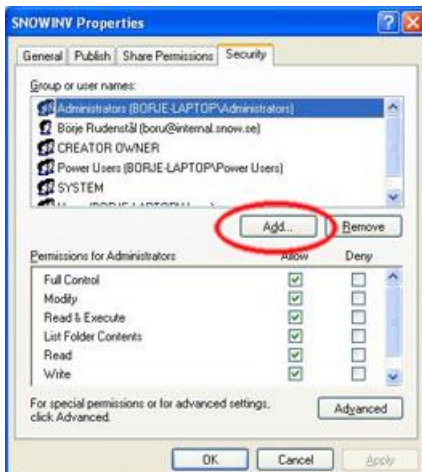 SNOWINV Properties
General Publish Share Permissions Security
Group or user names:
Administrators (BORJE-LAPTOP\Administrators)
Börje Rudenstål (boru@internal.snow.se)
CREATOR OWNER
Power Users (BORJE-LAPTOP\Power Users)
SYSTEM
Add... Remove
Permissions for Administrators Allow Deny
Full Control
Modify
Read & Execute
List Folder Contents
Read
Write
For special permissions or for advanced settings,
click Advanced.
Advanced
OK Cancel Apply